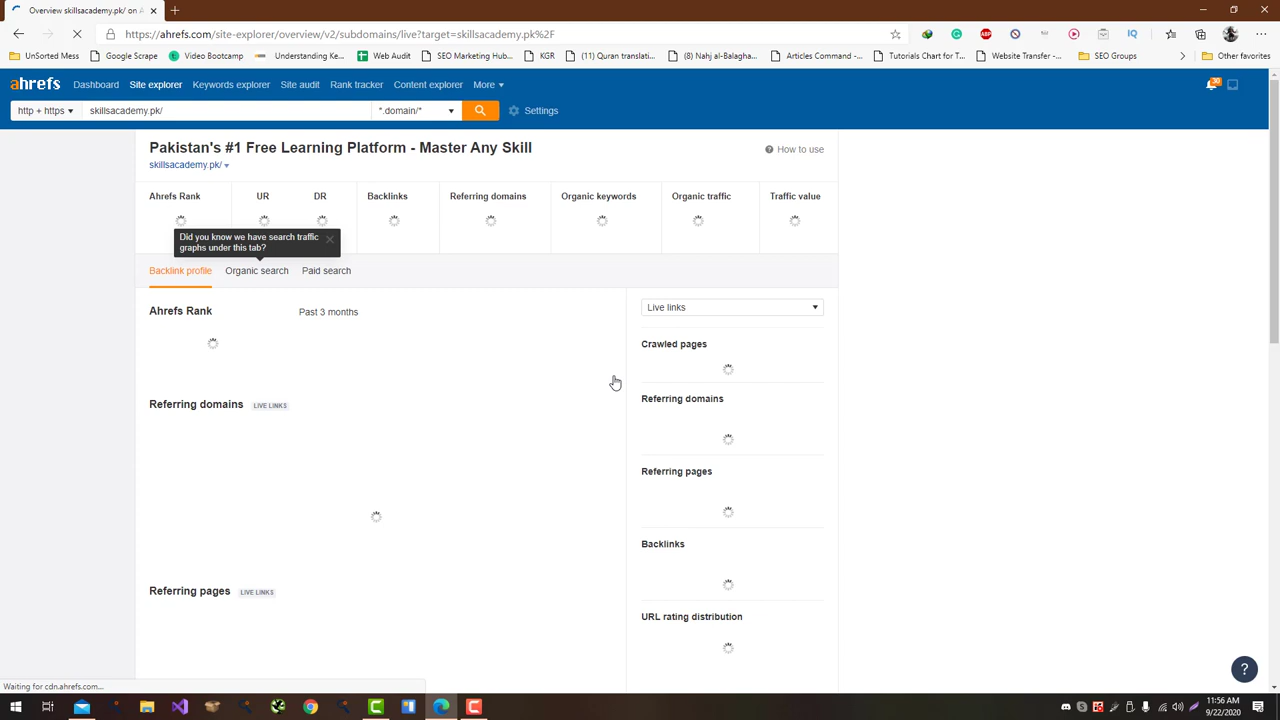 Overview skillsacademy.pk/ on A
https://ahrefs.com/site-explorer/overview/v2/subdomains/live?target=skillsacademy.pk%2F
UnSorted Mess
Google Scrape
Video Bootcamp
Understanding Ke...
Web Audit
SEO Marketing Hub...
KGR
(11) Quran translati...
(8) Nahj al-Balagha...
Articles Command -...
Tutorials Chart for T...
Website Transfer -...
SEO Groups
Other favorites
ahrefs
Dashboard
Site explorer
Keywords explorer
Site audit
Rank tracker
Content explorer
More
30
http + https
skillsacademy.pk/
*.domain/*
Settings
Pakistan's #1 Free Learning Platform - Master Any Skill
How to use
skillsacademy.pk/
Ahrefs Rank
UR
DR
Backlinks
Referring domains
Organic keywords
Organic traffic
Traffic value
Did you know we have search traffic
graphs under this tab?
Backlink profile
Organic search
Paid search
Ahrefs Rank
Past 3 months
Live links
Crawled pages
Referring domains LIVE LINKS
Referring domains
Referring pages
Backlinks
Referring pages LIVE LINKS
URL rating distribution
?
Waiting for cdn.ahrefs.com...
11:56 AM
9/22/2020